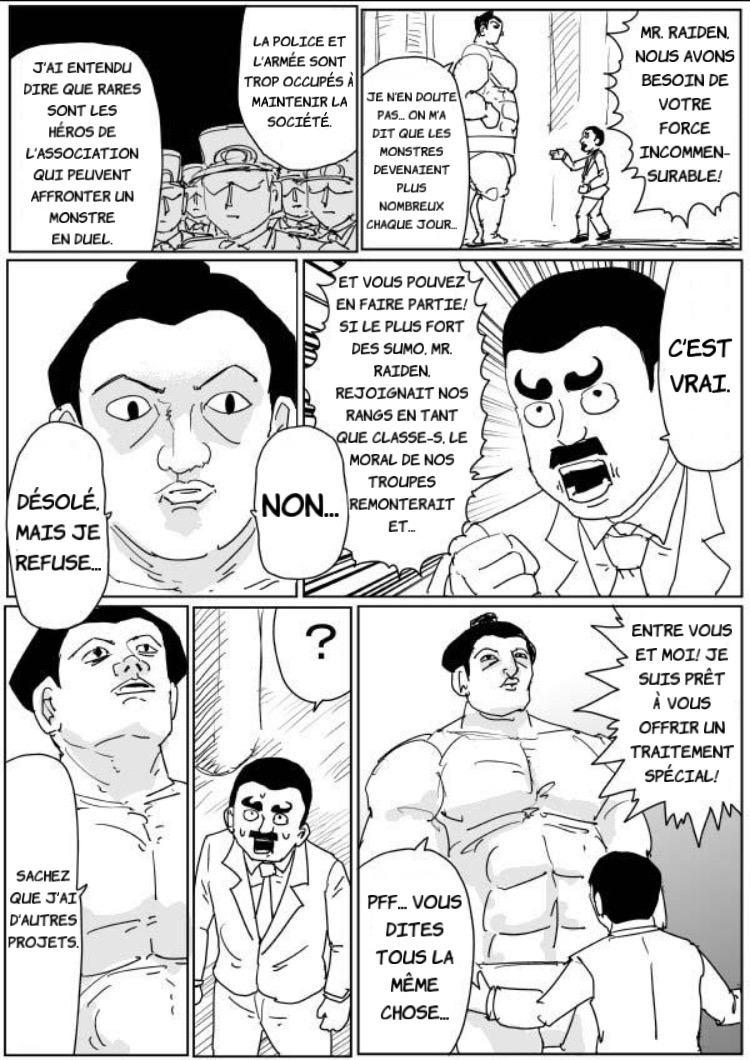 MR. RAIDEN,
NOUS AVONS
BESOIN DE
VOTRE
FORCE
INCOMMEN-
SURABLE!
JE N'EN DOUTE
PAS... ON M'A
DIT QUE LES
MONSTRES
DEVENAIENT
PLUS
NOMBREUX
CHAQUE JOUR...
LA POLICE ET
L'ARMÉE SONT
TROP OCCUPÉS À
MAINTENIR LA
SOCIÉTÉ.
J'AI ENTENDU
DIRE QUE RARES
SONT LES
HÉROS DE
L'ASSOCIATION
QUI PEUVENT
AFFRONTER UN
MONSTRE
EN DUEL.
C'EST
VRAI.
ET VOUS POUVEZ
EN FAIRE PARTIE!
SI LE PLUS FORT
DES SUMO, MR.
RAIDEN,
REJOIGNAIT NOS
RANGS EN TANT
QUE CLASSE-S, LE
MORAL DE NOS
TROUPES
REMONTERAIT
ET...
NON...
DÉSOLÉ,
MAIS JE
REFUSE...
ENTRE VOUS
ET MOI! JE
SUIS PRÊT
À VOUS
OFFRIR UN
TRAITEMENT
SPÉCIAL!
PFF... VOUS
DITES
TOUS LA
MÊME
CHOSE...
?
SACHEZ
QUE J'AI
D'AUTRES
PROJETS.